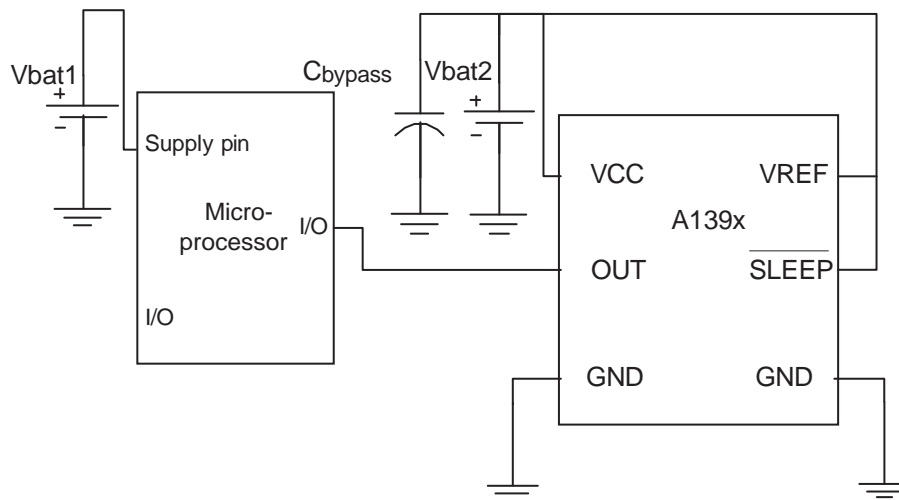 Vbat1
+
-
Cbypass
Vbat2
+
-
Supply pin
Micro-
processor
I/O
I/O
VCC
VREF
A139x
OUT
SLEEP
GND
GND